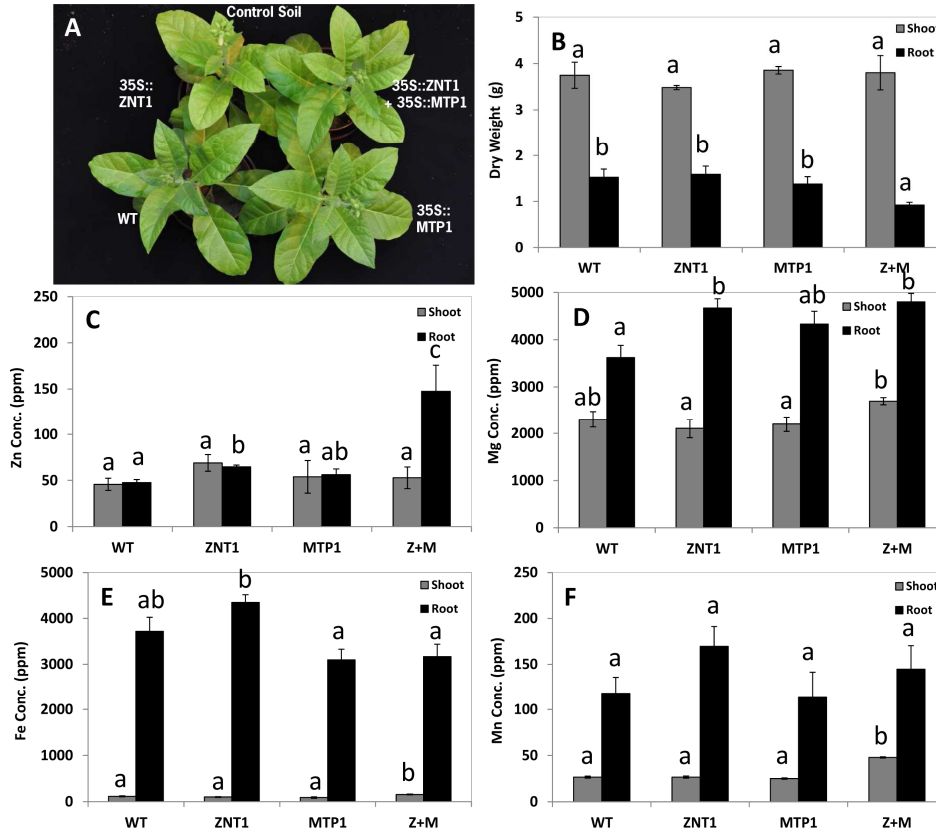 A
Control Soil
35S::
ZNT1
35S::ZNT1
+ 35S::MTP1
WT
35S::
MTP1
B
Dry Weight (g)
5
4
3
2
1
0
Shoot
Root
a
b
a
b
a
b
a
a
WT
ZNT1
MTP1
Z+M
C
Zn Conc. (ppm)
250
200
150
100
50
0
Shoot
Root
a
a
a
b
a
ab
a
c
WT
ZNT1
MTP1
Z+M
D
Mg Conc. (ppm)
5000
4000
3000
2000
1000
0
Shoot
Root
ab
a
a
b
a
ab
b
b
WT
ZNT1
MTP1
Z+M
E
Fe Conc. (ppm)
5000
4000
3000
2000
1000
0
Shoot
Root
a
ab
a
b
a
a
b
a
WT
ZNT1
MTP1
Z+M
F
Mn Conc. (ppm)
250
200
150
100
50
0
Shoot
Root
a
a
a
a
a
a
b
a
WT
ZNT1
MTP1
Z+M